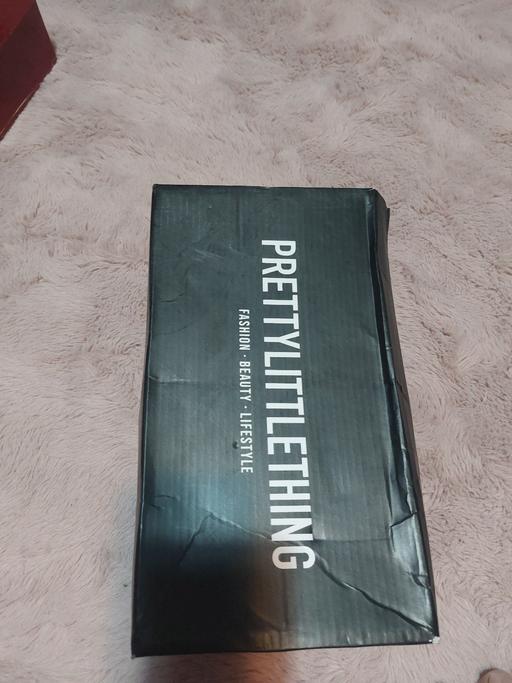 PRETTYLITTLETHING
FASHION · BEAUTY · LIFESTYLE